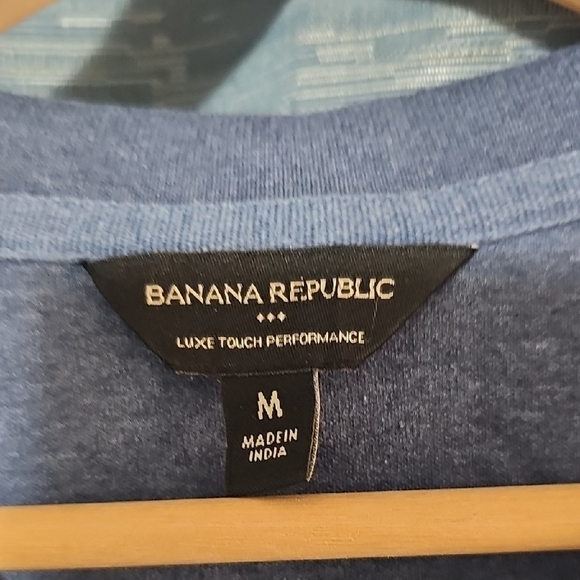 BANANA REPUBLIC
LUXE TOUCH PERFORMANCE
M
MADE IN
INDIA